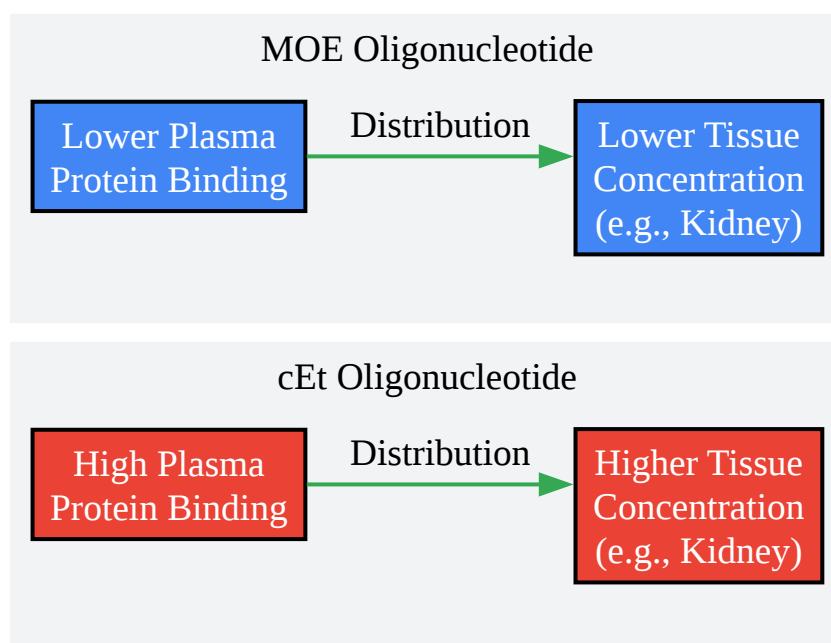 MOE Oligonucleotide
Lower Plasma
Protein Binding
Distribution
Lower Tissue
Concentration
(e.g., Kidney)
cEt Oligonucleotide
High Plasma
Protein Binding
Distribution
Higher Tissue
Concentration
(e.g., Kidney)